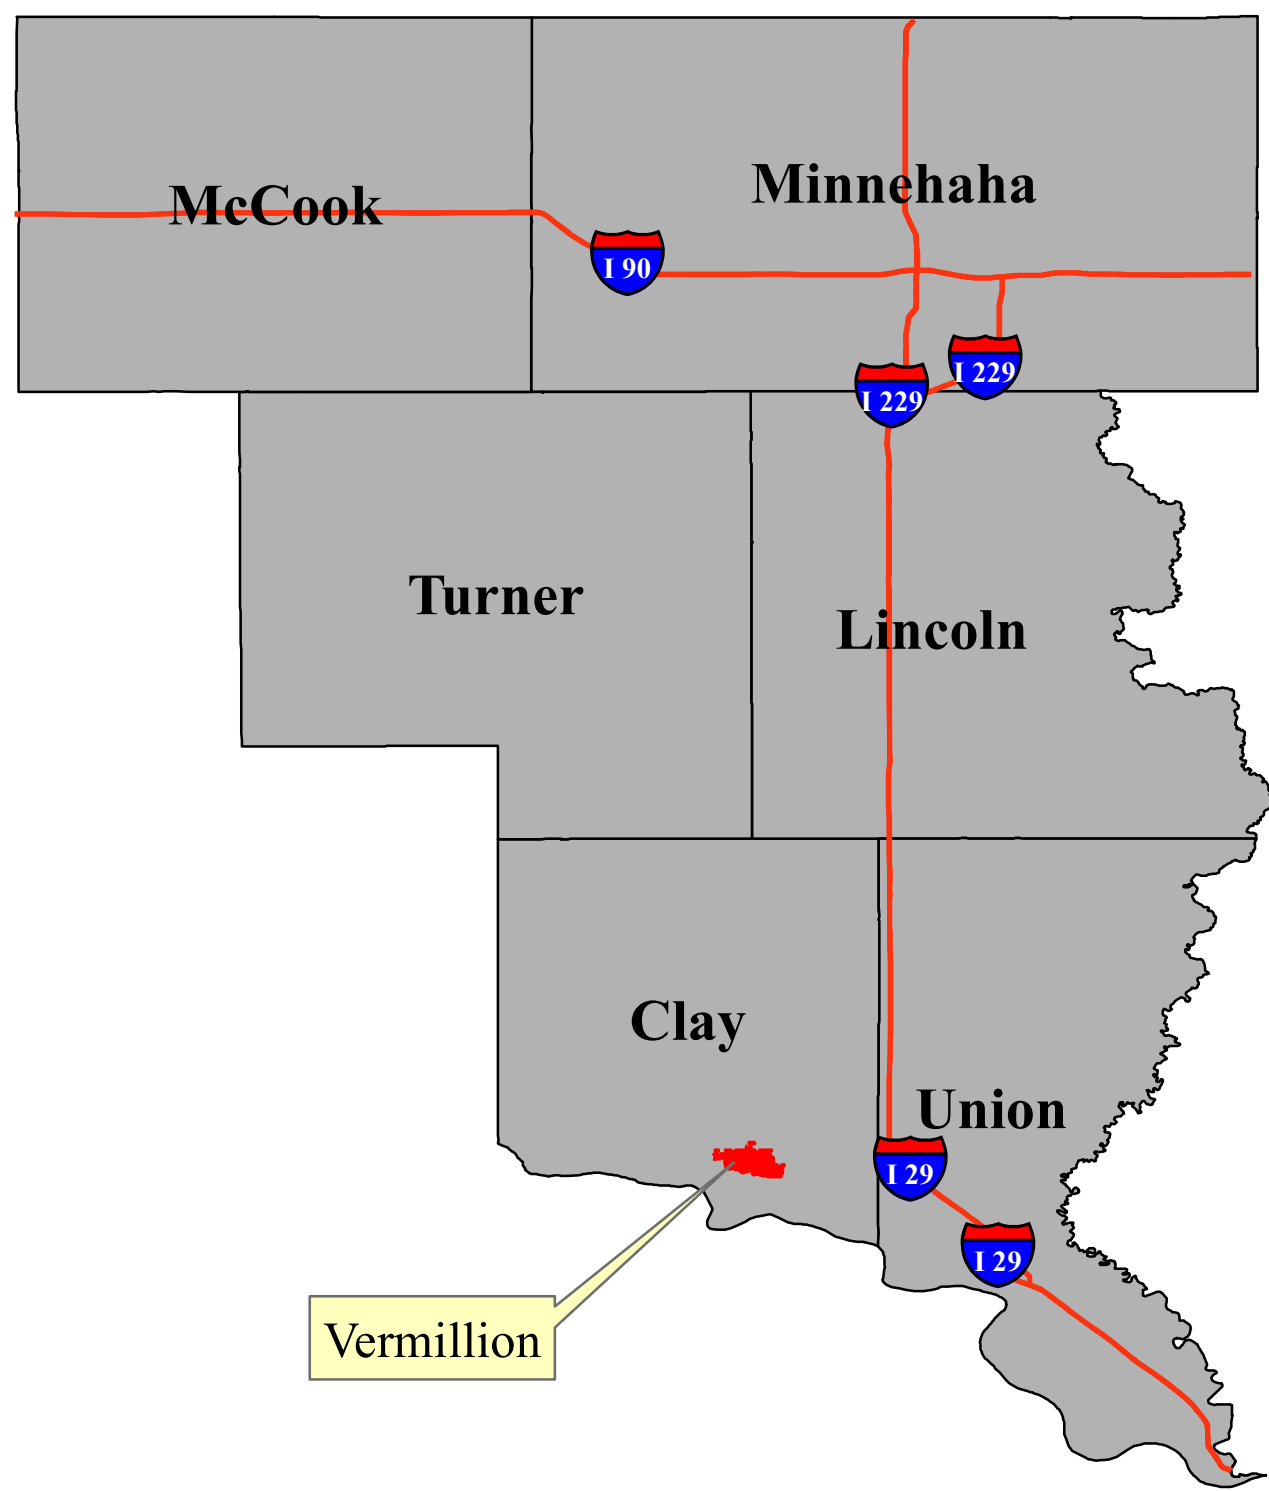 Minnehaha
McCook
I 90
I 229
I 229
Turner
Lincoln
Clay
Union
I 29
I 29
Vermillion